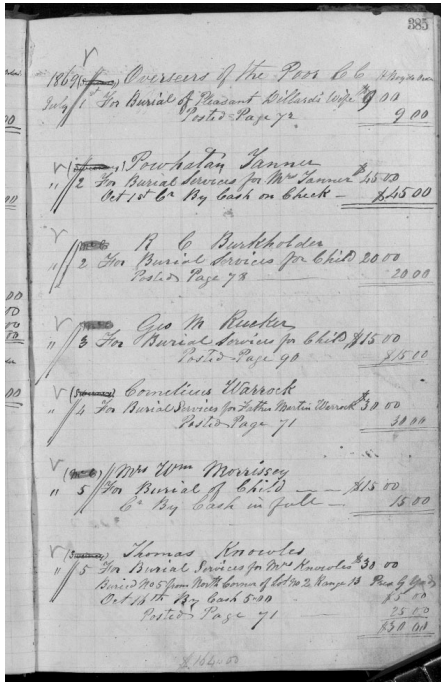 385
1869 Overseers of the Poor C C
July 1st For Burial of Pleasant Dillards Wife $9 00
Posted Page 72 9 00
Powhatan Tanner
" 2 For Burial Services for Mrs Tanner $45 00
Oct 1st Cr By Cash on Check — $45 00
R C Burkholder
" 2 For Burial Services for Child 20 00
Posted Page 78 — 20 00
Geo M Rucker
" 3 For Burial Services for Child, $15 00
Posted Page 90 $15 00
Cornelius Warrock
" 4 For Burial Services for Father Martin Warrock $30 00
Posted Page 71 30 00
Mrs Wm Morrissey
" 5 For Burial of Child — — $15 00
Cr By Cash in full — 15 00
Thomas Knowles
" 5 For Burial Services for Mrs Knowles $30 00
Buried No 5 from North Corner of Lot No 2 Range 13
Oct 16th By Cash 5.00 $5 00
Posted Page 71 25 00
$30 00
$164.00